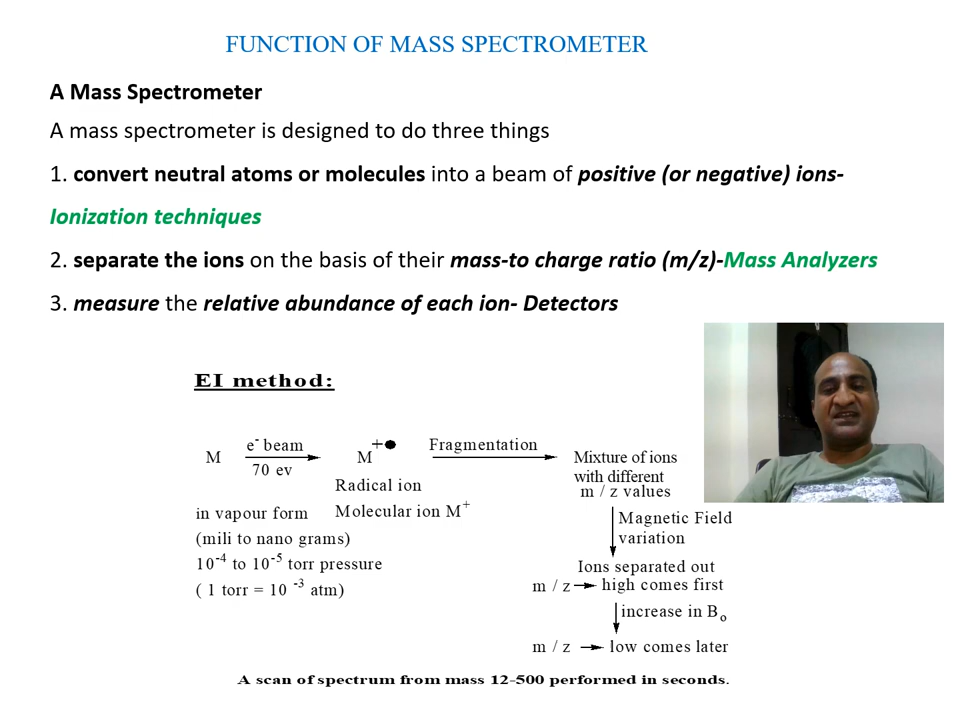 FUNCTION OF MASS SPECTROMETER
A Mass Spectrometer
A mass spectrometer is designed to do three things
1. convert neutral atoms or molecules into a beam of positive (or negative) ions-
Ionization techniques
2. separate the ions on the basis of their mass-to charge ratio (m/z)-Mass Analyzers
3. measure the relative abundance of each ion- Detectors
EI method:
M e⁻ beam 70 ev M⁺● Fragmentation Mixture of ions
with different
m / z values
Radical ion
Molecular ion M⁺
in vapour form
(mili to nano grams)
10⁻⁴ to 10⁻⁵ torr pressure
( 1 torr = 10 ⁻³ atm)
Magnetic Field
variation
Ions separated out
m / z → high comes first
increase in B₀
m / z → low comes later
A scan of spectrum from mass 12-500 performed in seconds.